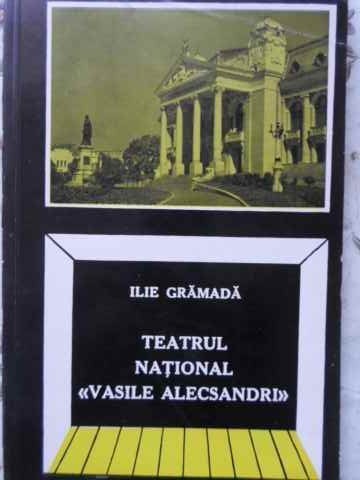 ILIE GRĂMADĂ
TEATRUL
NAȚIONAL
«VASILE ALECSANDRI»